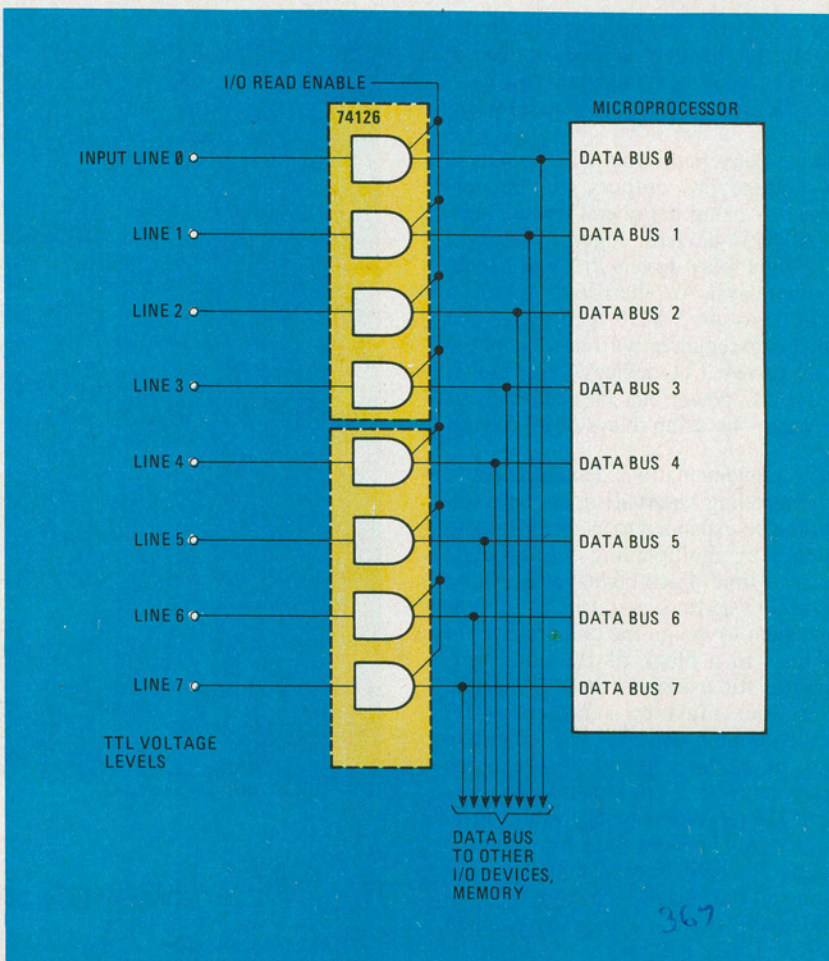 I/O READ ENABLE
MICROPROCESSOR
74126
INPUT LINE 0
DATA BUS 0
LINE 1
DATA BUS 1
LINE 2
DATA BUS 2
LINE 3
DATA BUS 3
LINE 4
DATA BUS 4
LINE 5
DATA BUS 5
LINE 6
DATA BUS 6
LINE 7
DATA BUS 7
TTL VOLTAGE
LEVELS
DATA BUS
TO OTHER
I/O DEVICES,
MEMORY
367